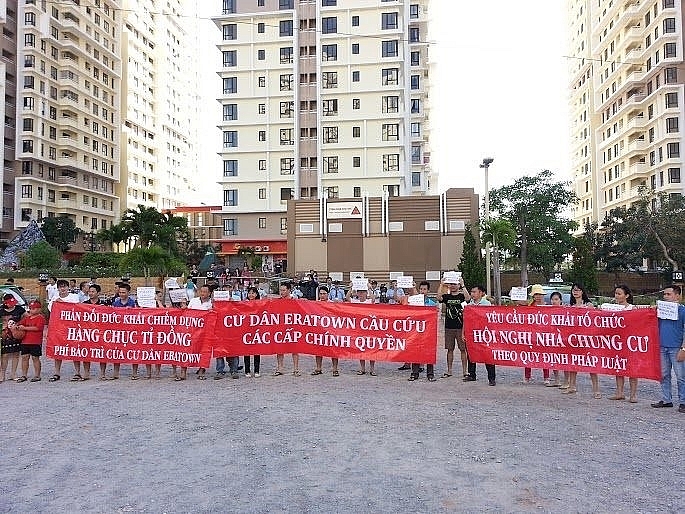 PHẢN ĐỐI ĐỨC KHẢI CHIẾM DỤNG
HÀNG CHỤC TỈ ĐỒNG
PHÍ BẢO TRÌ CỦA CƯ DÂN ERATOWN
CƯ DÂN ERATOWN CẦU CỨU
CÁC CẤP CHÍNH QUYỀN
YÊU CẦU ĐỨC KHẢI TỔ CHỨC
HỘI NGHỊ NHÀ CHUNG CƯ
THEO QUY ĐỊNH PHÁP LUẬT